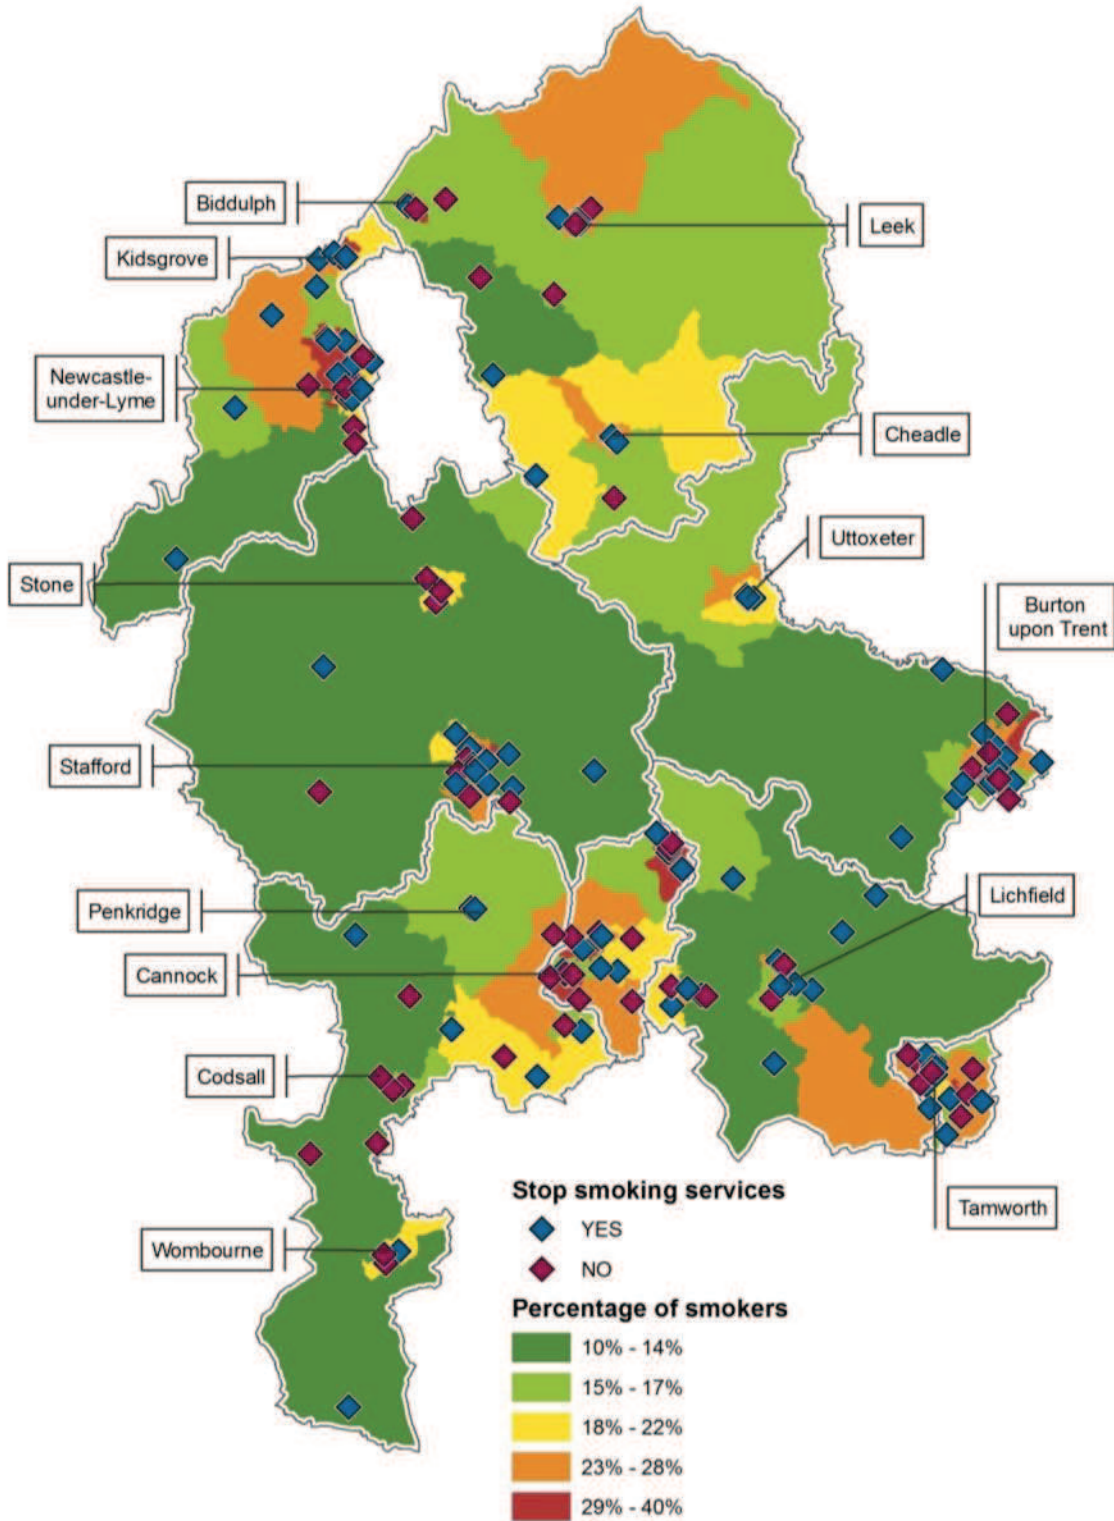 Biddulph
Leek
Kidsgrove
Newcastle-
under-Lyme
Cheadle
Uttoxeter
Stone
Burton
upon Trent
Stafford
Lichfield
Penkridge
Cannock
Codsall
Tamworth
Wombourne
Stop smoking services
YES
NO
Percentage of smokers
10% - 14%
15% - 17%
18% - 22%
23% - 28%
29% - 40%